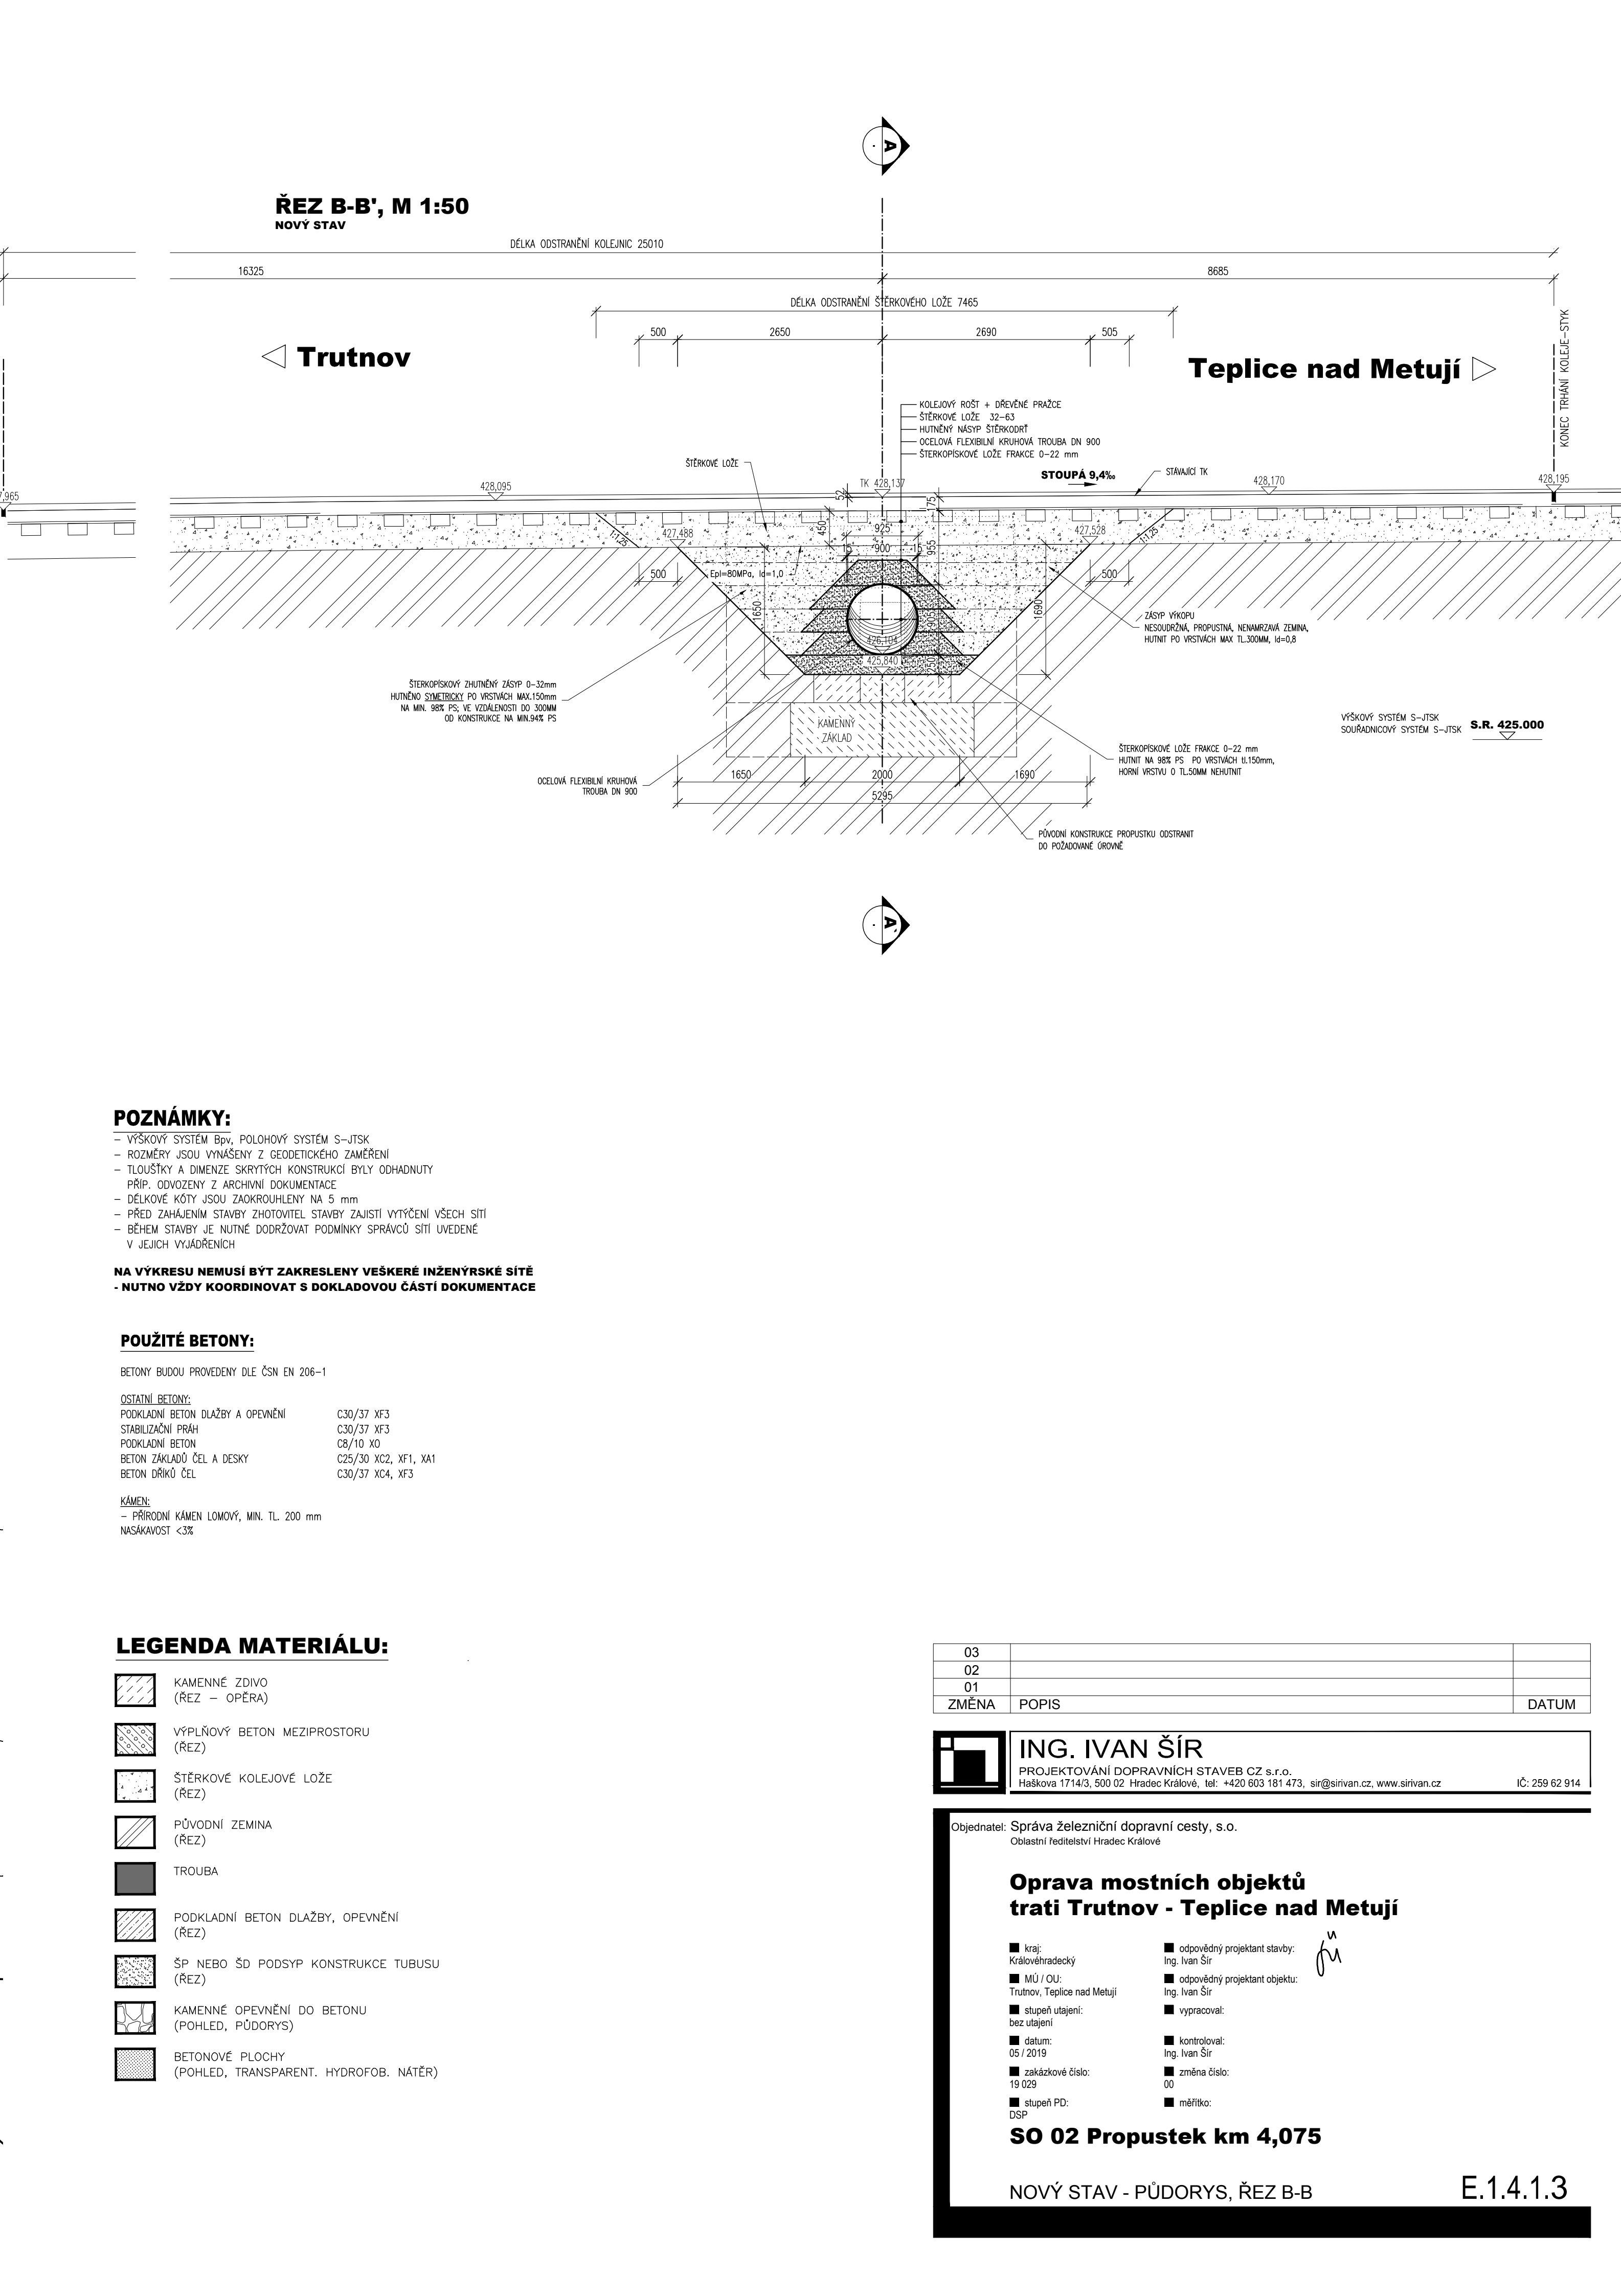 A
ŘEZ B-B', M 1:50
NOVÝ STAV
DÉLKA ODSTRANĚNÍ KOLEJNIC 25010
16325
8685
DÉLKA ODSTRANĚNÍ ŠTĚRKOVÉHO LOŽE 7465
500
2650
2690
505
Trutnov
Teplice nad Metují
KONEC TRHÁNÍ KOLEJE-STYK
KOLEJOVÝ ROŠT + DŘEVĚNÉ PRAŽCE
ŠTĚRKOVÉ LOŽE 32-63
HUTNĚNÝ NÁSYP ŠTĚRKODRŤ
OCELOVÁ FLEXIBILNÍ KRUHOVÁ TROUBA DN 900
ŠTERKOPÍSKOVÉ LOŽE FRAKCE 0-22 mm
ŠTĚRKOVÉ LOŽE
STOUPÁ 9,4‰
STÁVAJÍCÍ TK
7,965
428,095
52
TK 428,137
175
428,170
428,195
1:1,25
427,488
450
925
955
427,528
1:1,25
15
900
15
500
Epl=80MPa, Id=1,0
500
1650
905
1690
426,104
425,840
250
ZÁSYP VÝKOPU
NESOUDRŽNÁ, PROPUSTNÁ, NENAMRZAVÁ ZEMINA,
HUTNIT PO VRSTVÁCH MAX TL.300MM, Id=0,8
ŠTERKOPÍSKOVÝ ZHUTNĚNÝ ZÁSYP 0-32mm
HUTNĚNO SYMETRICKY PO VRSTVÁCH MAX.150mm
NA MIN. 98% PS; VE VZDÁLENOSTI DO 300MM
OD KONSTRUKCE NA MIN.94% PS
KAMENNÝ
ZÁKLAD
VÝŠKOVÝ SYSTÉM S-JTSK
SOUŘADNICOVÝ SYSTÉM S-JTSK
S.R. 425.000
ŠTERKOPÍSKOVÉ LOŽE FRAKCE 0-22 mm
HUTNIT NA 98% PS PO VRSTVÁCH tl.150mm,
HORNÍ VRSTVU O TL.50MM NEHUTNIT
OCELOVÁ FLEXIBILNÍ KRUHOVÁ
TROUBA DN 900
1650
2000
1690
5295
PŮVODNÍ KONSTRUKCE PROPUSTKU ODSTRANIT
DO POŽADOVANÉ ÚROVNĚ
A'
POZNÁMKY:
- VÝŠKOVÝ SYSTÉM Bpv, POLOHOVÝ SYSTÉM S-JTSK
- ROZMĚRY JSOU VYNÁŠENY Z GEODETICKÉHO ZAMĚŘENÍ
- TLOUŠŤKY A DIMENZE SKRYTÝCH KONSTRUKCÍ BYLY ODHADNUTY
PŘÍP. ODVOZENY Z ARCHIVNÍ DOKUMENTACE
- DÉLKOVÉ KÓTY JSOU ZAOKROUHLENY NA 5 mm
- PŘED ZAHÁJENÍM STAVBY ZHOTOVITEL STAVBY ZAJISTÍ VYTÝČENÍ VŠECH SÍTÍ
- BĚHEM STAVBY JE NUTNÉ DODRŽOVAT PODMÍNKY SPRÁVCŮ SÍTÍ UVEDENÉ
V JEJICH VYJÁDŘENÍCH
NA VÝKRESU NEMUSÍ BÝT ZAKRESLENY VEŠKERÉ INŽENÝRSKÉ SÍTĚ
- NUTNO VŽDY KOORDINOVAT S DOKLADOVOU ČÁSTÍ DOKUMENTACE
POUŽITÉ BETONY:
BETONY BUDOU PROVEDENY DLE ČSN EN 206-1
OSTATNÍ BETONY:
PODKLADNÍ BETON DLAŽBY A OPEVNĚNÍ C30/37 XF3
STABILIZAČNÍ PRÁH C30/37 XF3
PODKLADNÍ BETON C8/10 XO
BETON ZÁKLADŮ ČEL A DESKY C25/30 XC2, XF1, XA1
BETON DŘÍKŮ ČEL C30/37 XC4, XF3
KÁMEN:
- PŘÍRODNÍ KÁMEN LOMOVÝ, MIN. TL. 200 mm
NASÁKAVOST <3%
LEGENDA MATERIÁLU:
KAMENNÉ ZDIVO
(ŘEZ - OPĚRA)
VÝPLŇOVÝ BETON MEZIPROSTORU
(ŘEZ)
ŠTĚRKOVÉ KOLEJOVÉ LOŽE
(ŘEZ)
PŮVODNÍ ZEMINA
(ŘEZ)
TROUBA
PODKLADNÍ BETON DLAŽBY, OPEVNĚNÍ
(ŘEZ)
ŠP NEBO ŠD PODSYP KONSTRUKCE TUBUSU
(ŘEZ)
KAMENNÉ OPEVNĚNÍ DO BETONU
(POHLED, PŮDORYS)
BETONOVÉ PLOCHY
(POHLED, TRANSPARENT. HYDROFOB. NÁTĚR)
03
02
01
ZMĚNA POPIS DATUM
ING. IVAN ŠÍR
PROJEKTOVÁNÍ DOPRAVNÍCH STAVEB CZ s.r.o.
Haškova 1714/3, 500 02 Hradec Králové, tel: +420 603 181 473, sir@sirivan.cz, www.sirivan.cz IČ: 259 62 914
Objednatel: Správa železniční dopravní cesty, s.o.
Oblastní ředitelství Hradec Králové
Oprava mostních objektů
trati Trutnov - Teplice nad Metují
kraj: odpovědný projektant stavby:
Královéhradecký Ing. Ivan Šír
MÚ / OU: odpovědný projektant objektu:
Trutnov, Teplice nad Metují Ing. Ivan Šír
stupeň utajení: vypracoval:
bez utajení
datum: kontroloval:
05 / 2019 Ing. Ivan Šír
zakázkové číslo: změna číslo:
19 029 00
stupeň PD: měřítko:
DSP
SO 02 Propustek km 4,075
NOVÝ STAV - PŮDORYS, ŘEZ B-B E.1.4.1.3